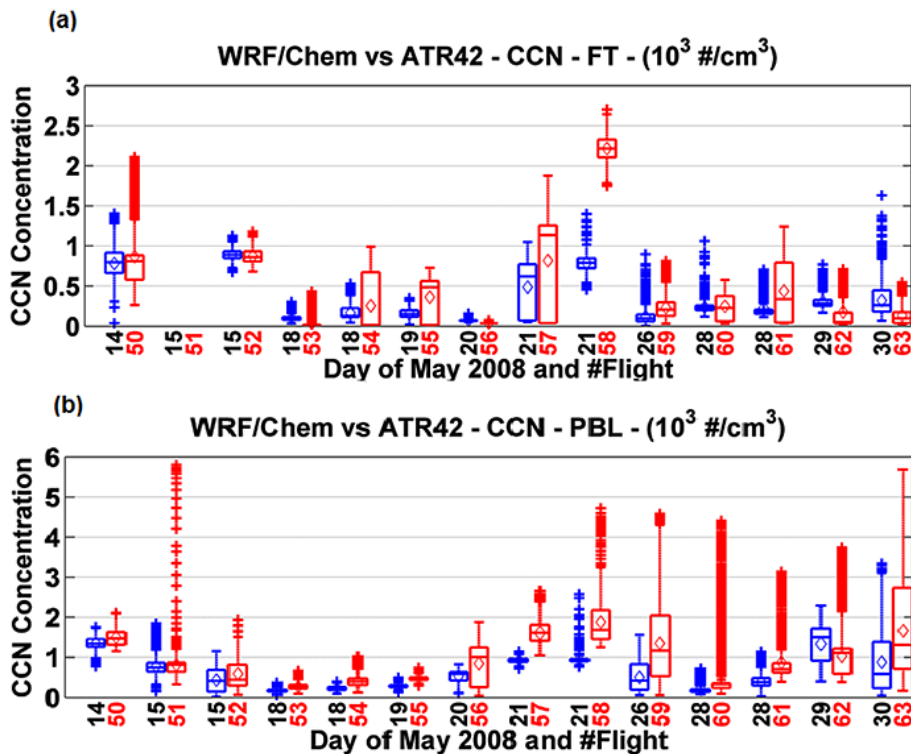 (a)
WRF/Chem vs ATR42 - CCN - FT - (10³ #/cm³)
CCN Concentration
3
2.5
2
1.5
1
0.5
0
14 15 15 18 18 19 20 21 21 26 28 28 29 30
50 51 52 53 54 55 56 57 58 59 60 61 62 63
Day of May 2008 and #Flight
(b)
WRF/Chem vs ATR42 - CCN - PBL - (10³ #/cm³)
CCN Concentration
6
5
4
3
2
1
0
14 15 15 18 18 19 20 21 21 26 28 28 29 30
50 51 52 53 54 55 56 57 58 59 60 61 62 63
Day of May 2008 and #Flight